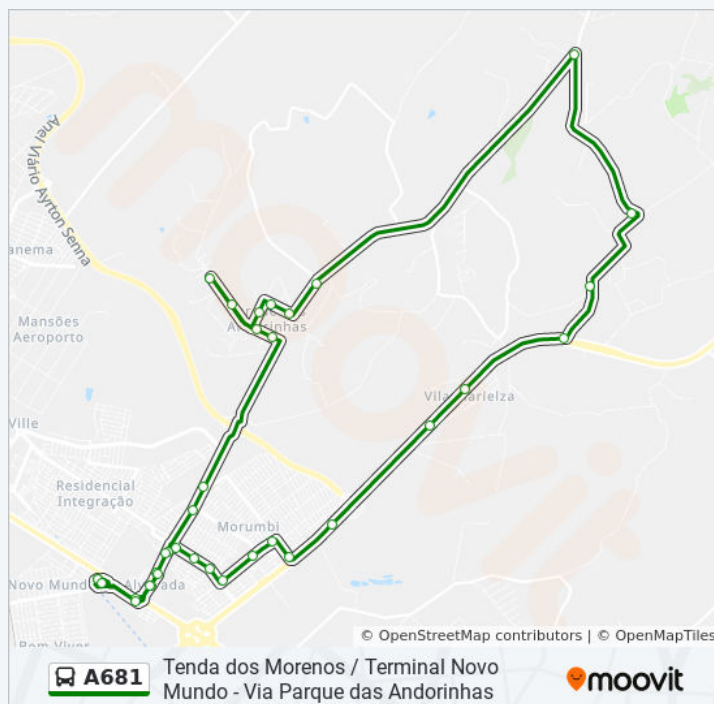 moovit
Anel Viário Ayrton Senna
anema
Mansões
Aeroporto
Andorinhas
Vila Marielza
Ville
Residencial
Integração
Morumbi
Novo Mundo
Alvorada
Bom Viver
© OpenStreetMap contributors | © OpenMapTiles
A681
Tenda dos Morenos / Terminal Novo
Mundo - Via Parque das Andorinhas
moovit